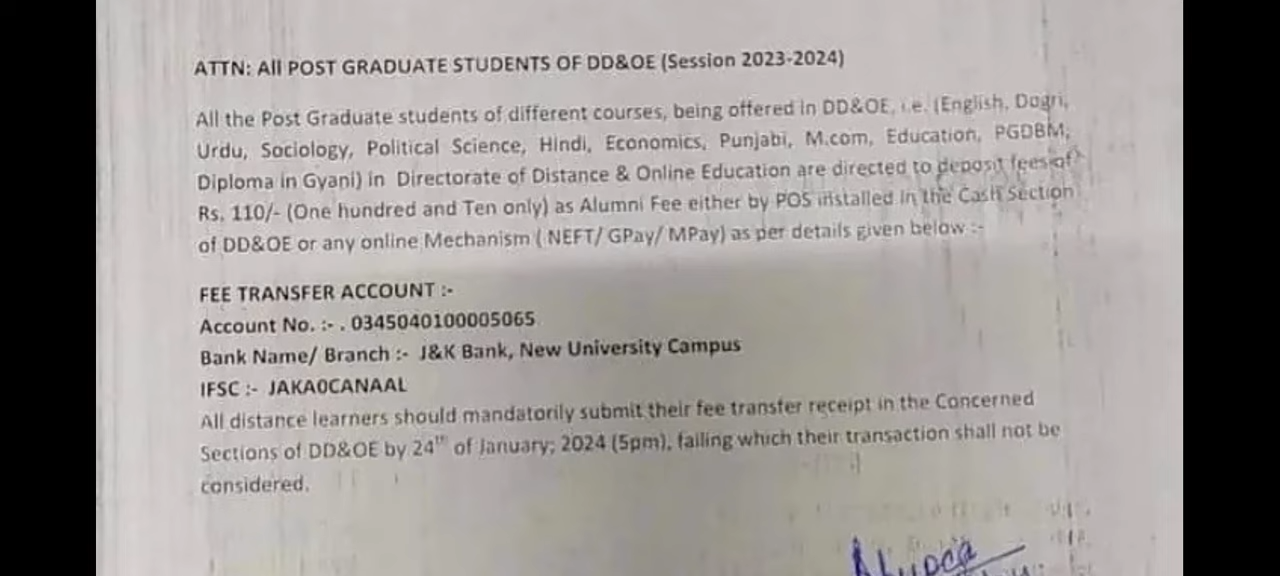 ATTN: All POST GRADUATE STUDENTS OF DD&OE (Session 2023-2024)
All the Post Graduate students of different courses, being offered in DD&OE, i.e. (English, Dogri,
Urdu, Sociology, Political Science, Hindi, Economics, Punjabi, M.com, Education, PGDBM,
Diploma in Gyani) in Directorate of Distance & Online Education are directed to deposit fees of
Rs. 110/- (One hundred and Ten only) as Alumni Fee either by POS installed in the Cash Section
of DD&OE or any online Mechanism ( NEFT/ GPay/ MPay) as per details given below :-
FEE TRANSFER ACCOUNT :-
Account No. :- . 0345040100005065
Bank Name/ Branch :- J&K Bank, New University Campus
IFSC :- JAKA0CANAAL
All distance learners should mandatorily submit their fee transfer receipt in the Concerned
Sections of DD&OE by 24th of January; 2024 (5pm), failing which their transaction shall not be
considered.